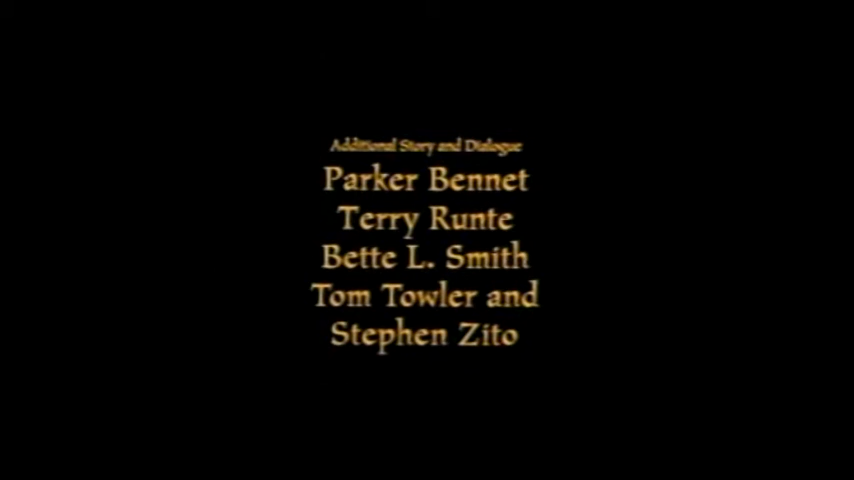 Additional Story and Dialogue
Parker Bennet
Terry Runte
Bette L. Smith
Tom Towler and
Stephen Zito